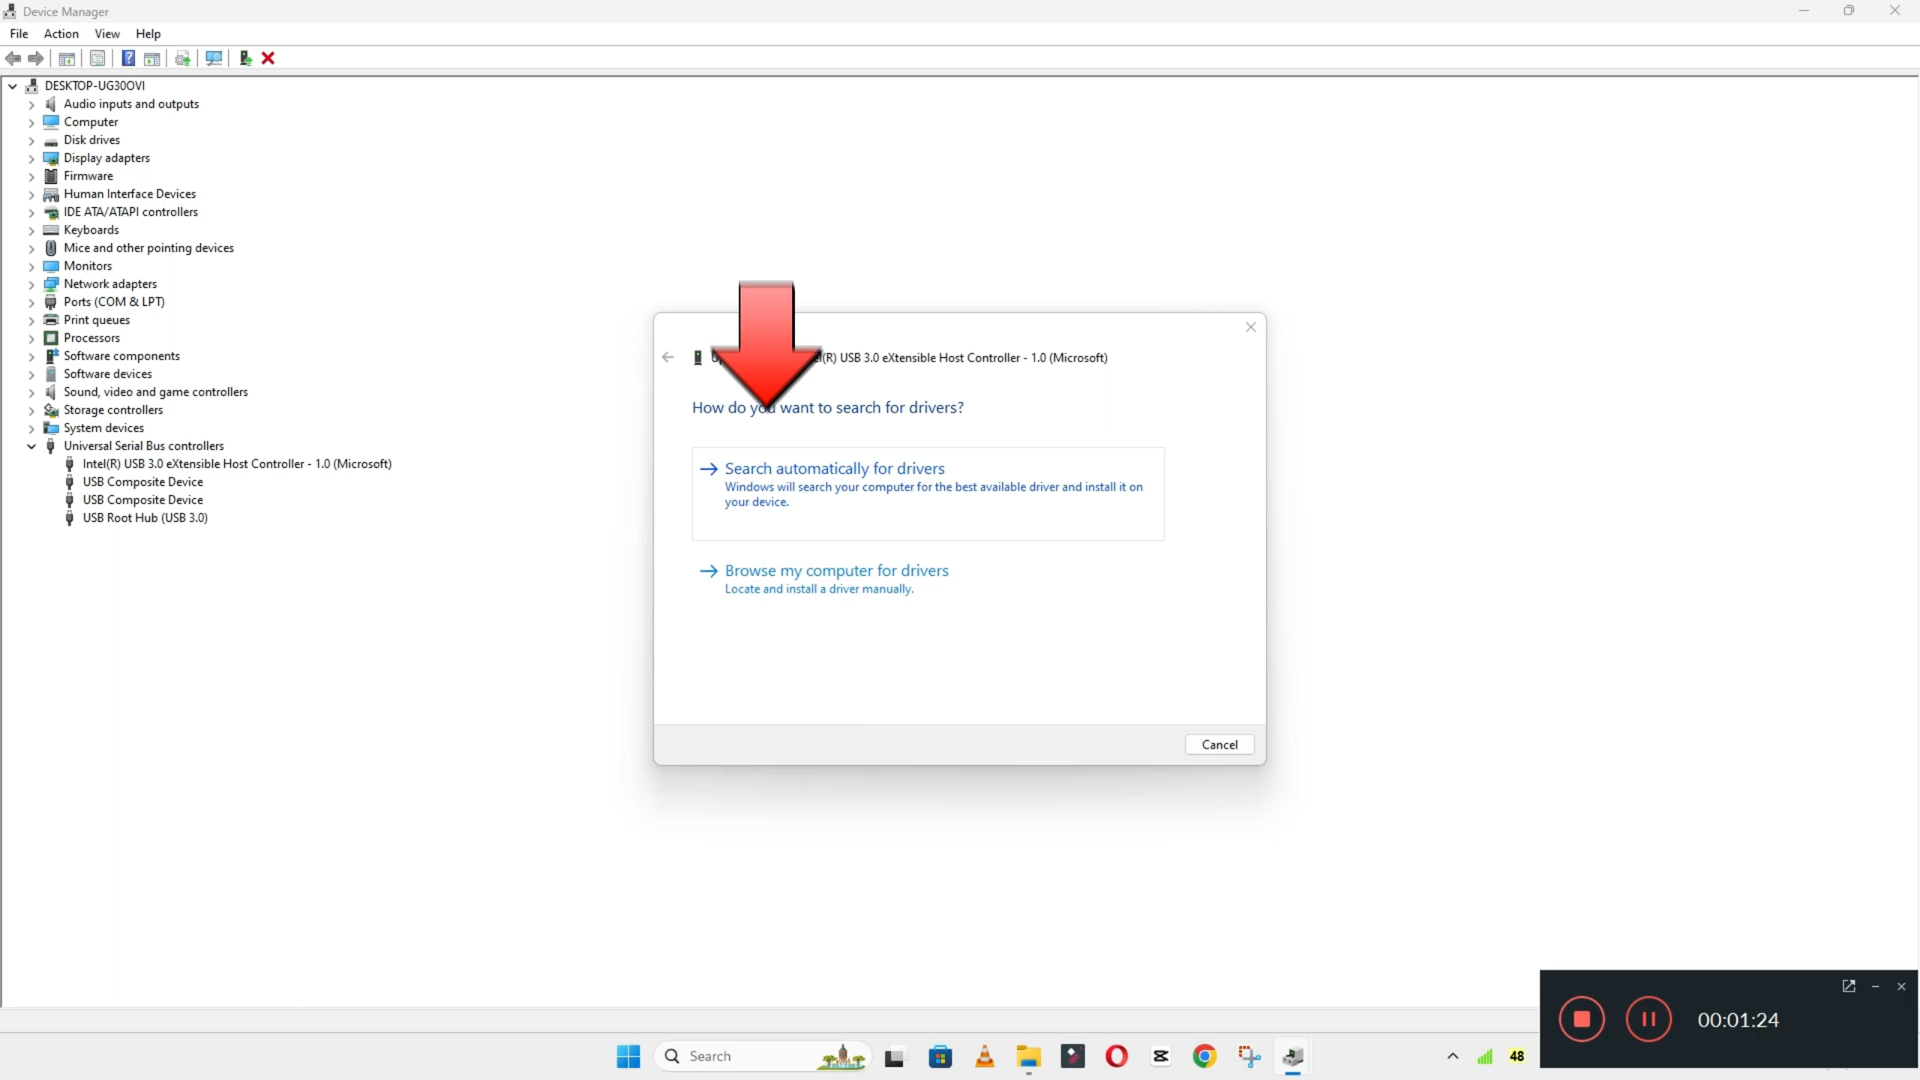 Device Manager
File Action View Help
DESKTOP-UG30OVI
Audio inputs and outputs
Computer
Disk drives
Display adapters
Firmware
Human Interface Devices
IDE ATA/ATAPI controllers
Keyboards
Mice and other pointing devices
Monitors
Network adapters
Ports (COM & LPT)
Print queues
Processors
Software components
Software devices
Sound, video and game controllers
Storage controllers
System devices
Universal Serial Bus controllers
Intel(R) USB 3.0 eXtensible Host Controller - 1.0 (Microsoft)
USB Composite Device
USB Composite Device
USB Root Hub (USB 3.0)
(R) USB 3.0 eXtensible Host Controller - 1.0 (Microsoft)
How do you want to search for drivers?
Search automatically for drivers
Windows will search your computer for the best available driver and install it on
your device.
Browse my computer for drivers
Locate and install a driver manually.
Cancel
00:01:24
Search
48